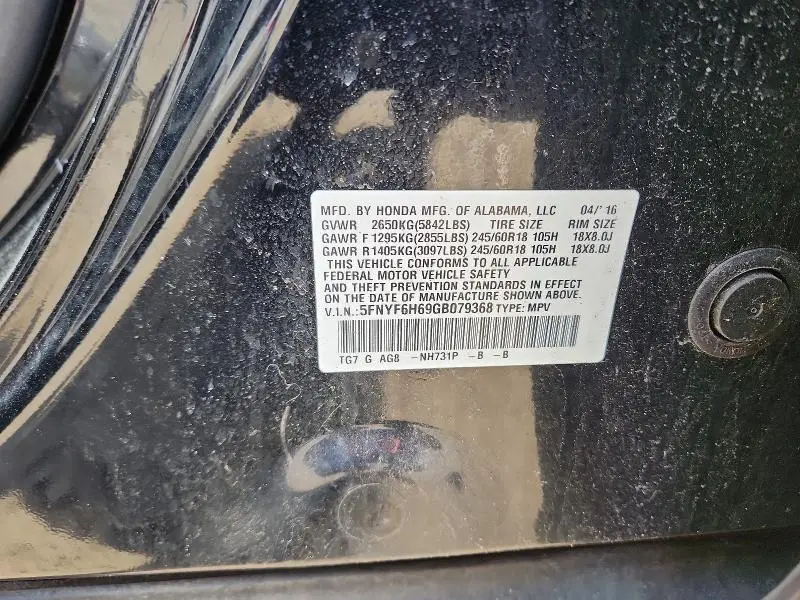 MFD. BY HONDA MFG. OF ALABAMA, LLC 04/'16
GVWR 2650KG(5842LBS) TIRE SIZE RIM SIZE
GAWR F 1295KG(2855LBS) 245/60R18 105H 18X8.0J
GAWR R1405KG(3097LBS) 245/60R18 105H 18X8.0J
THIS VEHICLE CONFORMS TO ALL APPLICABLE
FEDERAL MOTOR VEHICLE SAFETY
AND THEFT PREVENTION STANDARDS IN EFFECT
ON THE DATE OF MANUFACTURE SHOWN ABOVE.
V.I.N.: 5FNYF6H69GB079368 TYPE: MPV
TG7 G AG8 -NH731P -B -B